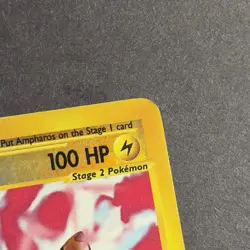 Put Ampharos on the Stage 1 card
100 HP
Stage 2 Pokémon